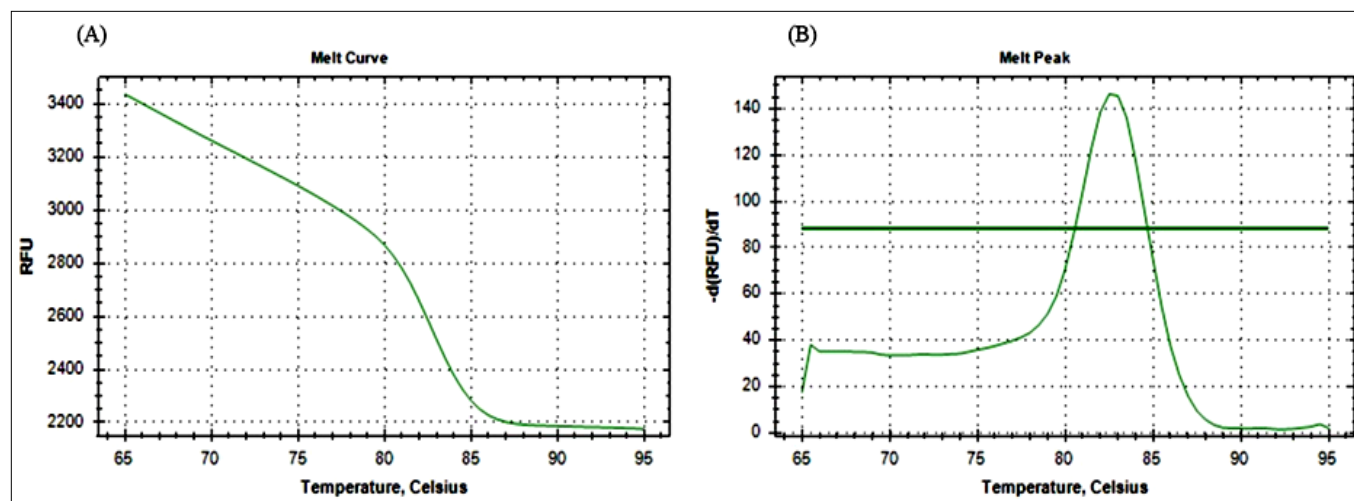 (A)
Melt Curve
RFU
3400
3200
3000
2800
2600
2400
2200
65 70 75 80 85 90 95
Temperature, Celsius
(B)
Melt Peak
-d(RFU)/dT
140
120
100
80
60
40
20
0
65 70 75 80 85 90 95
Temperature, Celsius